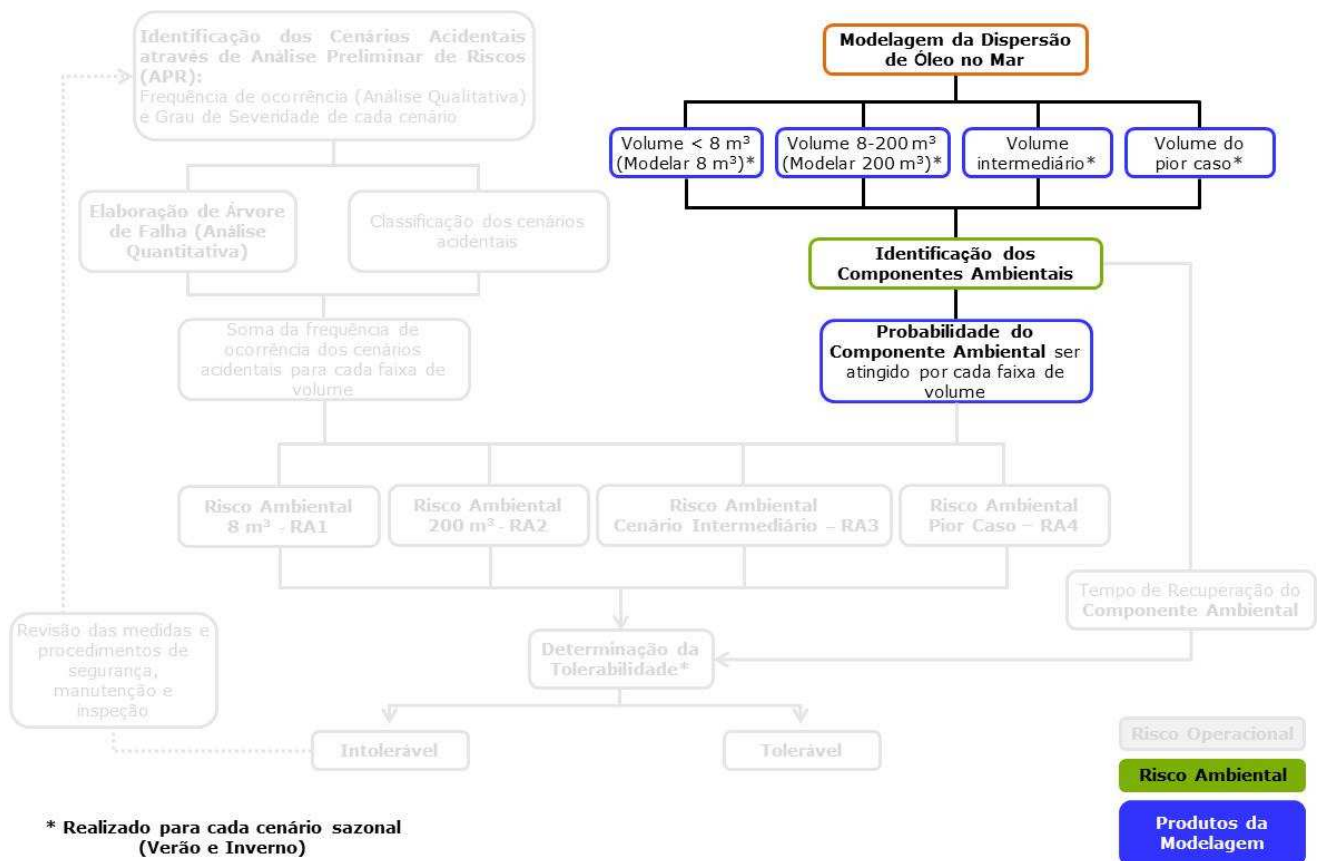 Identificação dos Cenários Acidentais
através de Análise Preliminar de Riscos
(APR):
Frequência de ocorrência (Análise Qualitativa)
e Grau de Severidade de cada cenário
Modelagem da Dispersão
de Óleo no Mar
Volume < 8 m³
(Modelar 8 m³)*
Volume 8-200 m³
(Modelar 200 m³)*
Volume
intermediário*
Volume do
pior caso*
Elaboração de Árvore
de Falha (Análise
Quantitativa)
Classificação dos cenários
acidentais
Identificação dos
Componentes Ambientais
Soma da frequência de
ocorrência dos cenários
acidentais para cada faixa de
volume
Probabilidade do
Componente Ambiental ser
atingido por cada faixa de
volume
Risco Ambiental
8 m³ - RA1
Risco Ambiental
200 m³ - RA2
Risco Ambiental
Cenário Intermediário – RA3
Risco Ambiental
Pior Caso – RA4
Tempo de Recuperação do
Componente Ambiental
Revisão das medidas e
procedimentos de
segurança,
manutenção e
inspeção
Determinação da
Tolerabilidade*
Intolerável
Tolerável
Risco Operacional
Risco Ambiental
Produtos da
Modelagem
* Realizado para cada cenário sazonal
(Verão e Inverno)